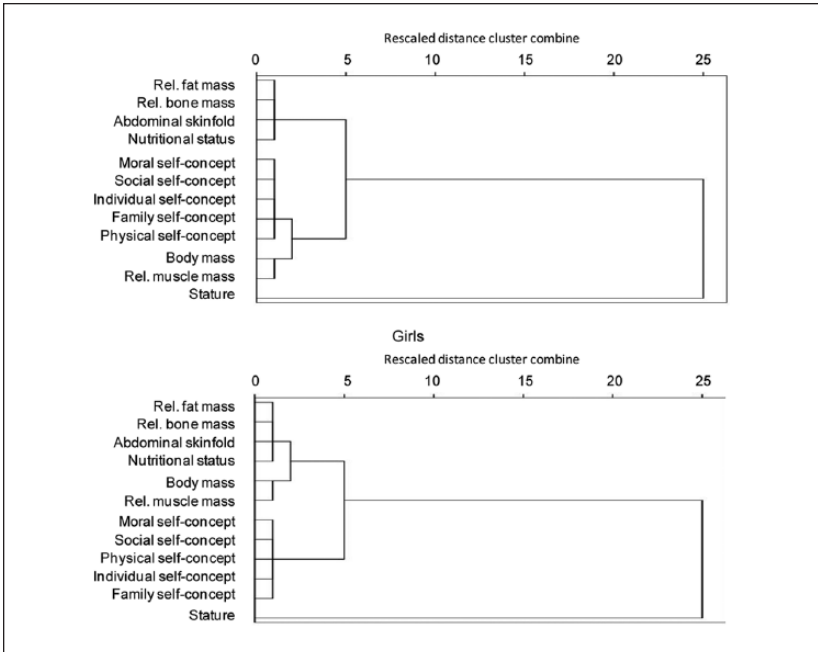 Rescaled distance cluster combine
0 5 10 15 20 25
Rel. fat mass
Rel. bone mass
Abdominal skinfold
Nutritional status
Moral self-concept
Social self-concept
Individual self-concept
Family self-concept
Physical self-concept
Body mass
Rel. muscle mass
Stature
Girls
Rescaled distance cluster combine
0 5 10 15 20 25
Rel. fat mass
Rel. bone mass
Abdominal skinfold
Nutritional status
Body mass
Rel. muscle mass
Moral self-concept
Social self-concept
Physical self-concept
Individual self-concept
Family self-concept
Stature